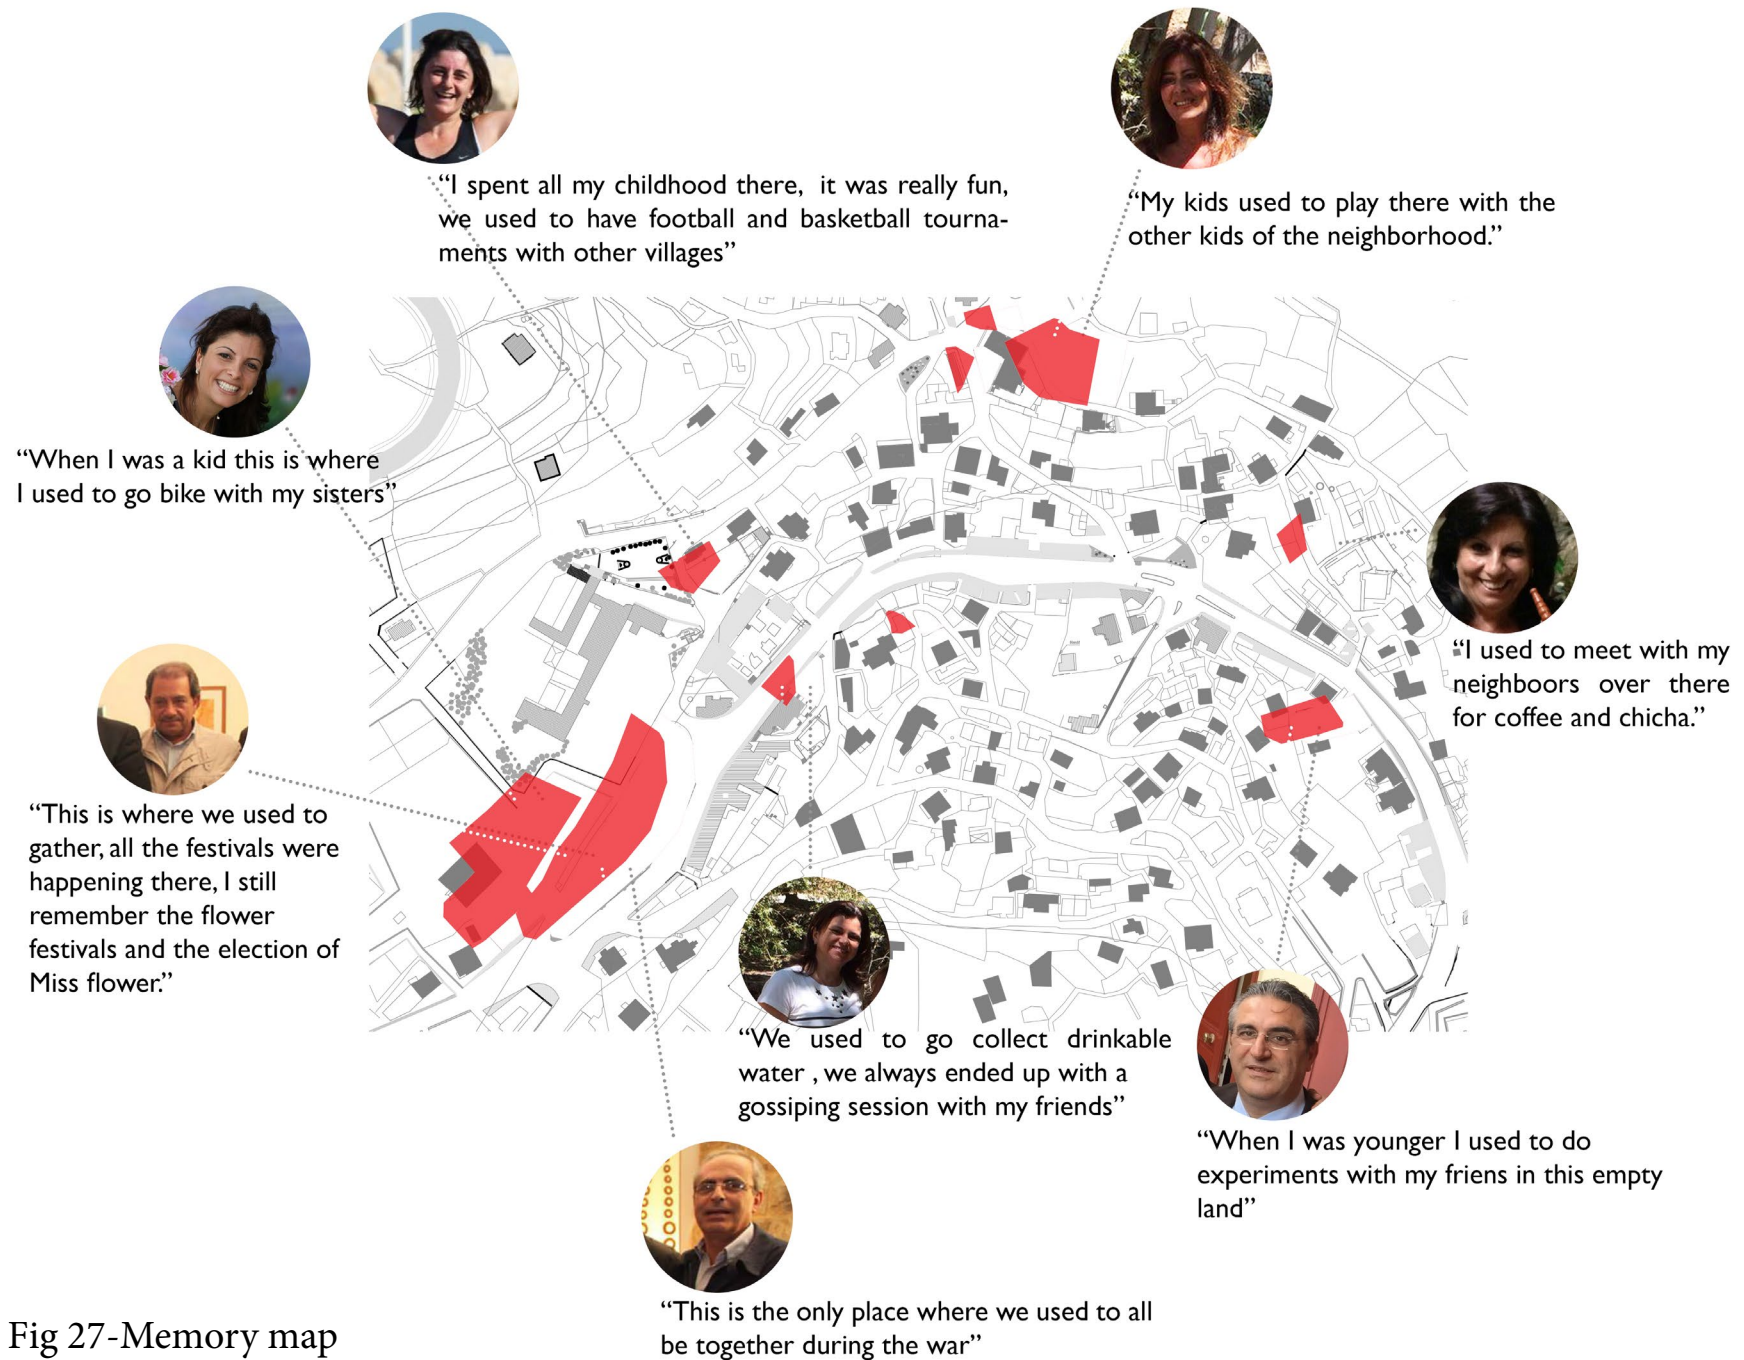 “I spent all my childhood there, it was really fun,
we used to have football and basketball tourna-
ments with other villages”
“My kids used to play there with the
other kids of the neighborhood.”
“When I was a kid this is where
I used to go bike with my sisters”
“I used to meet with my
neighboors over there
for coffee and chicha.”
“This is where we used to
gather, all the festivals were
happening there, I still
remember the flower
festivals and the election of
Miss flower.”
“We used to go collect drinkable
water , we always ended up with a
gossiping session with my friends”
“When I was younger I used to do
experiments with my friens in this empty
land”
“This is the only place where we used to all
be together during the war”
Fig 27-Memory map